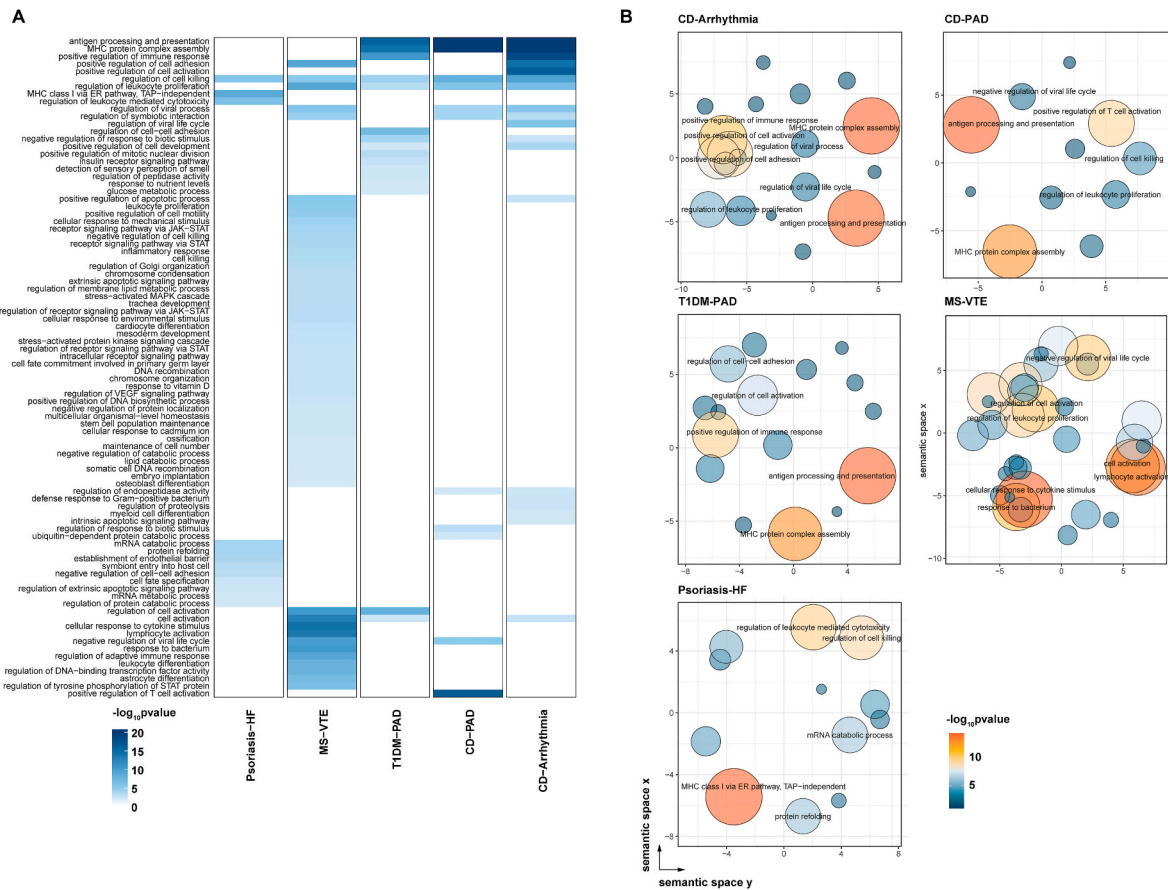 A
antigen processing and presentation
MHC protein complex assembly
positive regulation of immune response
positive regulation of cell adhesion
positive regulation of cell activation
regulation of cell killing
regulation of leukocyte proliferation
MHC class I via ER pathway, TAP-independent
regulation of leukocyte mediated cytotoxicity
regulation of viral process
regulation of symbiotic interaction
regulation of viral life cycle
regulation of cell-cell adhesion
negative regulation of response to biotic stimulus
positive regulation of cell development
positive regulation of mitotic nuclear division
insulin receptor signaling pathway
detection of sensory perception of smell
regulation of peptidase activity
response to nutrient levels
glucose metabolic process
positive regulation of apoptotic process
leukocyte proliferation
positive regulation of cell motility
cellular response to mechanical stimulus
receptor signaling pathway via JAK-STAT
negative regulation of cell killing
receptor signaling pathway via STAT
inflammatory response
cell killing
regulation of Golgi organization
chromosome condensation
extrinsic apoptotic signaling pathway
regulation of membrane lipid metabolic process
stress-activated MAPK cascade
trachea development
regulation of receptor signaling pathway via JAK-STAT
cellular response to environmental stimulus
cardiocyte differentiation
mesoderm development
stress-activated protein kinase signaling cascade
regulation of receptor signaling pathway via STAT
intracellular receptor signaling pathway
cell fate commitment involved in primary germ layer
DNA recombination
chromosome organization
response to vitamin D
regulation of VEGF signaling pathway
positive regulation of DNA biosynthetic process
negative regulation of protein localization
multicellular organismal-level homeostasis
stem cell population maintenance
cellular response to cadmium ion
ossification
maintenance of cell number
negative regulation of catabolic process
lipid catabolic process
somatic cell DNA recombination
embryo implantation
osteoblast differentiation
regulation of endopeptidase activity
defense response to Gram-positive bacterium
regulation of proteolysis
myeloid cell differentiation
intrinsic apoptotic signaling pathway
regulation of response to biotic stimulus
ubiquitin-dependent protein catabolic process
mRNA catabolic process
protein refolding
establishment of endothelial barrier
symbiont entry into host cell
negative regulation of cell-cell adhesion
cell fate specification
regulation of extrinsic apoptotic signaling pathway
mRNA metabolic process
regulation of protein catabolic process
regulation of cell activation
cell activation
cellular response to cytokine stimulus
lymphocyte activation
negative regulation of viral life cycle
response to bacterium
regulation of adaptive immune response
leukocyte differentiation
regulation of DNA-binding transcription factor activity
astrocyte differentiation
regulation of tyrosine phosphorylation of STAT protein
positive regulation of T cell activation
-log10pvalue
20
15
10
5
0
Psoriasis-HF
MS-VTE
T1DM-PAD
CD-PAD
CD-Arrhythmia
B
CD-Arrhythmia
5
0
-5
-10
-5
0
5
positive regulation of immune response
MHC protein complex assembly
positive regulation of cell activation
regulation of viral process
positive regulation of cell adhesion
regulation of viral life cycle
regulation of leukocyte proliferation
antigen processing and presentation
CD-PAD
5
0
-5
-5
0
5
negative regulation of viral life cycle
positive regulation of T cell activation
antigen processing and presentation
regulation of cell killing
regulation of leukocyte proliferation
MHC protein complex assembly
T1DM-PAD
5
0
-5
-8
-4
0
4
regulation of cell-cell adhesion
regulation of cell activation
positive regulation of immune response
antigen processing and presentation
MHC protein complex assembly
MS-VTE
semantic space x
5
0
-5
-10
-5
0
5
negative regulation of viral life cycle
regulation of cell activation
regulation of leukocyte proliferation
cell activation
lymphocyte activation
cellular response to cytokine stimulus
response to bacterium
Psoriasis-HF
4
0
-4
-8
-4
0
4
8
regulation of leukocyte mediated cytotoxicity
regulation of cell killing
mRNA catabolic process
MHC class I via ER pathway, TAP-independent
protein refolding
semantic space x
semantic space y
-log10pvalue
10
5